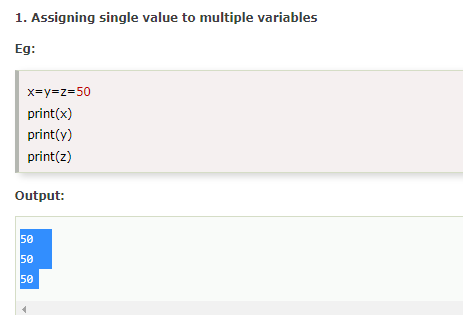 1. Assigning single value to multiple variables
Eg:
x=y=z=50
print(x)
print(y)
print(z)
Output:
50
50
50